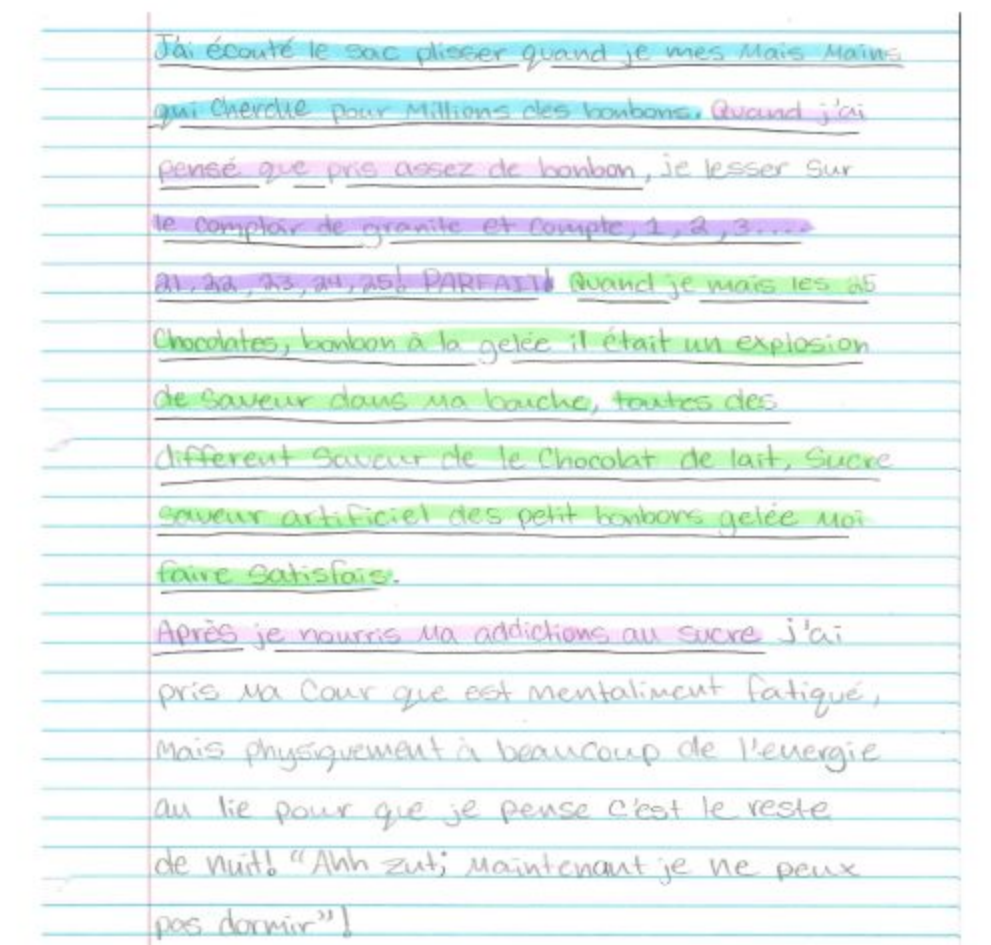 J'ai écouté le sac plisser quand je mes Mais Mains
qui Cherche pour Millions des bonbons. Quand j'ai
pensé que pris assez de bonbon, je lesser Sur
le comptoir de granite et Compte, 1, 2, 3....
21, 22, 23, 24, 25! PARFAIT! Quand je mais les 25
Chocolates, bonbon à la gelée il était un explosion
de Saveur dans Ma bouche, toutes des
different Saveur de le Chocolat de lait, Sucre
Saveur artificiel des petit bonbons gelée Moi
faire Satisfais.
Après je nourris Ma addictions au sucre j'ai
pris Ma Cour que est Mentaliment fatiqué,
Mais physiquement à beaucoup de l'energie
au lie pour que je pense C'est le reste
de nuit! "Ahh zut; Maintenant je ne peux
pas dormir"!